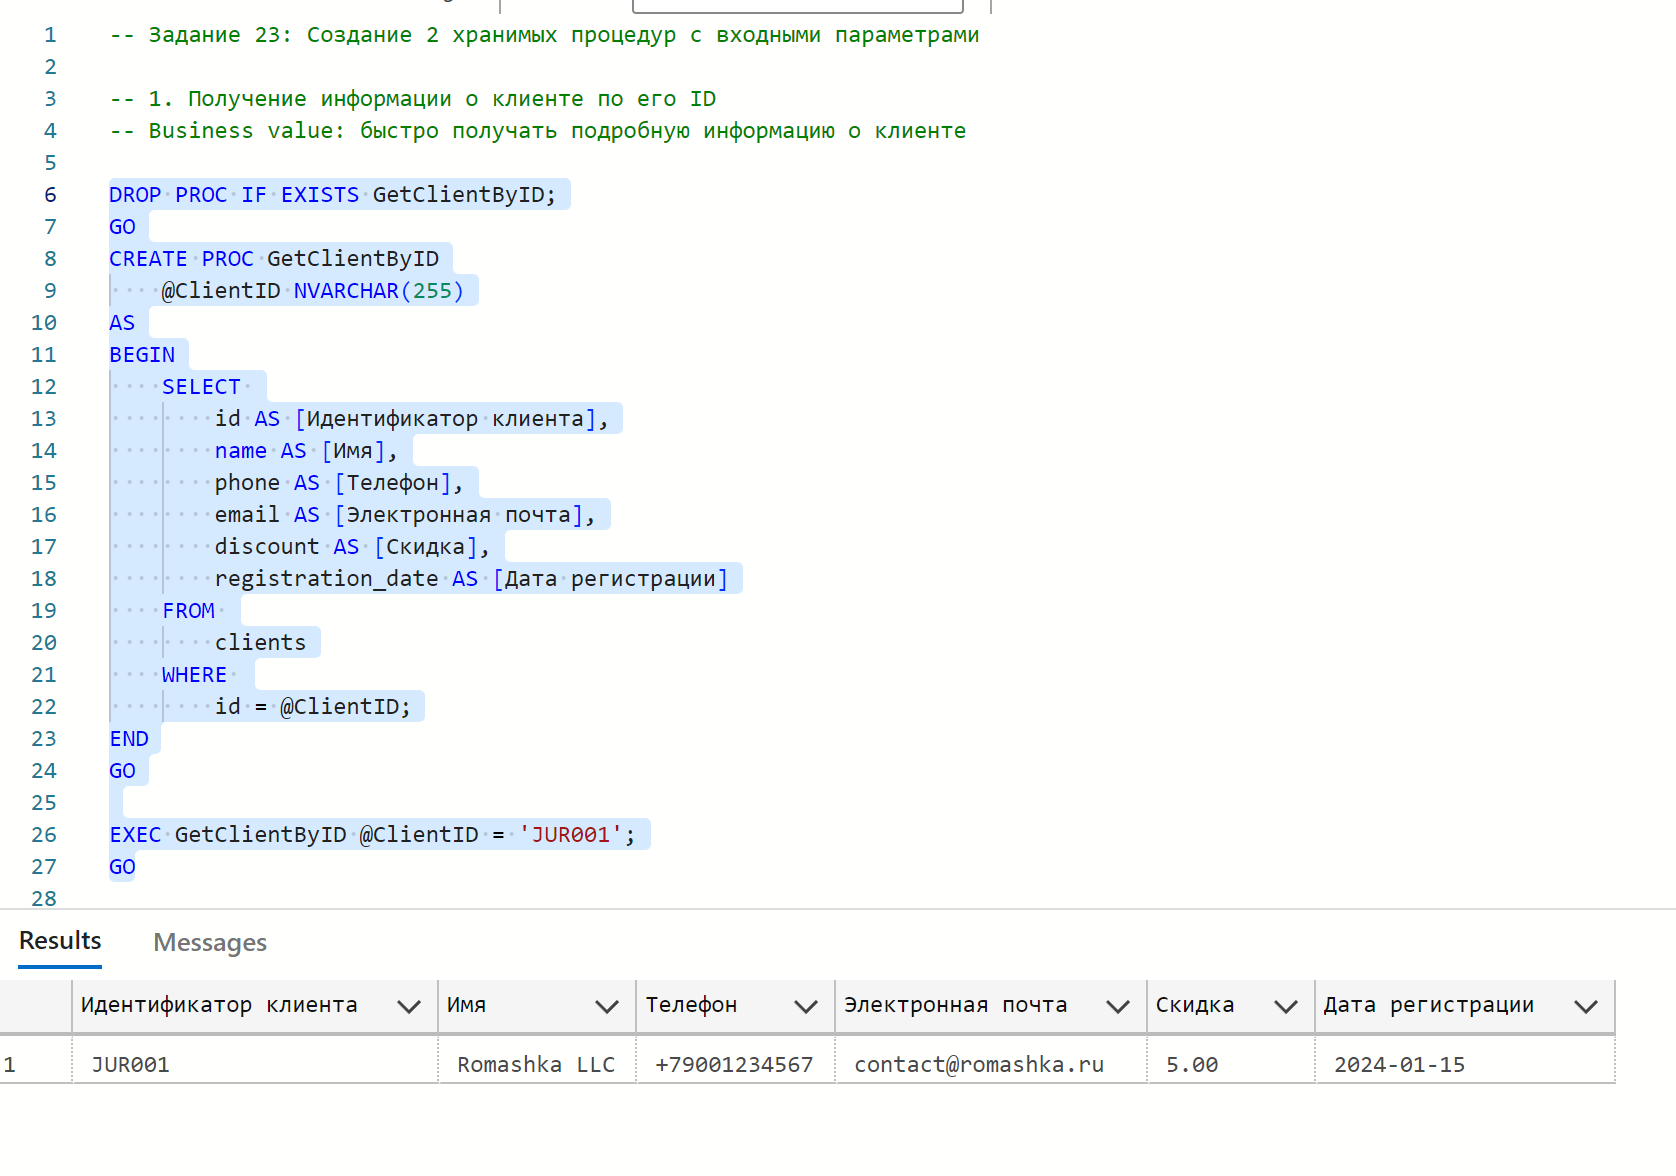 1 -- Задание 23: Создание 2 хранимых процедур с входными параметрами
2
3 -- 1. Получение информации о клиенте по его ID
4 -- Business value: быстро получать подробную информацию о клиенте
5
6 DROP PROC IF EXISTS GetClientByID;
7 GO
8 CREATE PROC GetClientByID
9 @ClientID NVARCHAR(255)
10 AS
11 BEGIN
12 SELECT
13 id AS [Идентификатор клиента],
14 name AS [Имя],
15 phone AS [Телефон],
16 email AS [Электронная почта],
17 discount AS [Скидка],
18 registration_date AS [Дата регистрации]
19 FROM
20 clients
21 WHERE
22 id = @ClientID;
23 END
24 GO
25
26 EXEC GetClientByID @ClientID = 'JUR001';
27 GO
28
Results Messages
Идентификатор клиента Имя Телефон Электронная почта Скидка Дата регистрации
1 JUR001 Romashka LLC +79001234567 contact@romashka.ru 5.00 2024-01-15